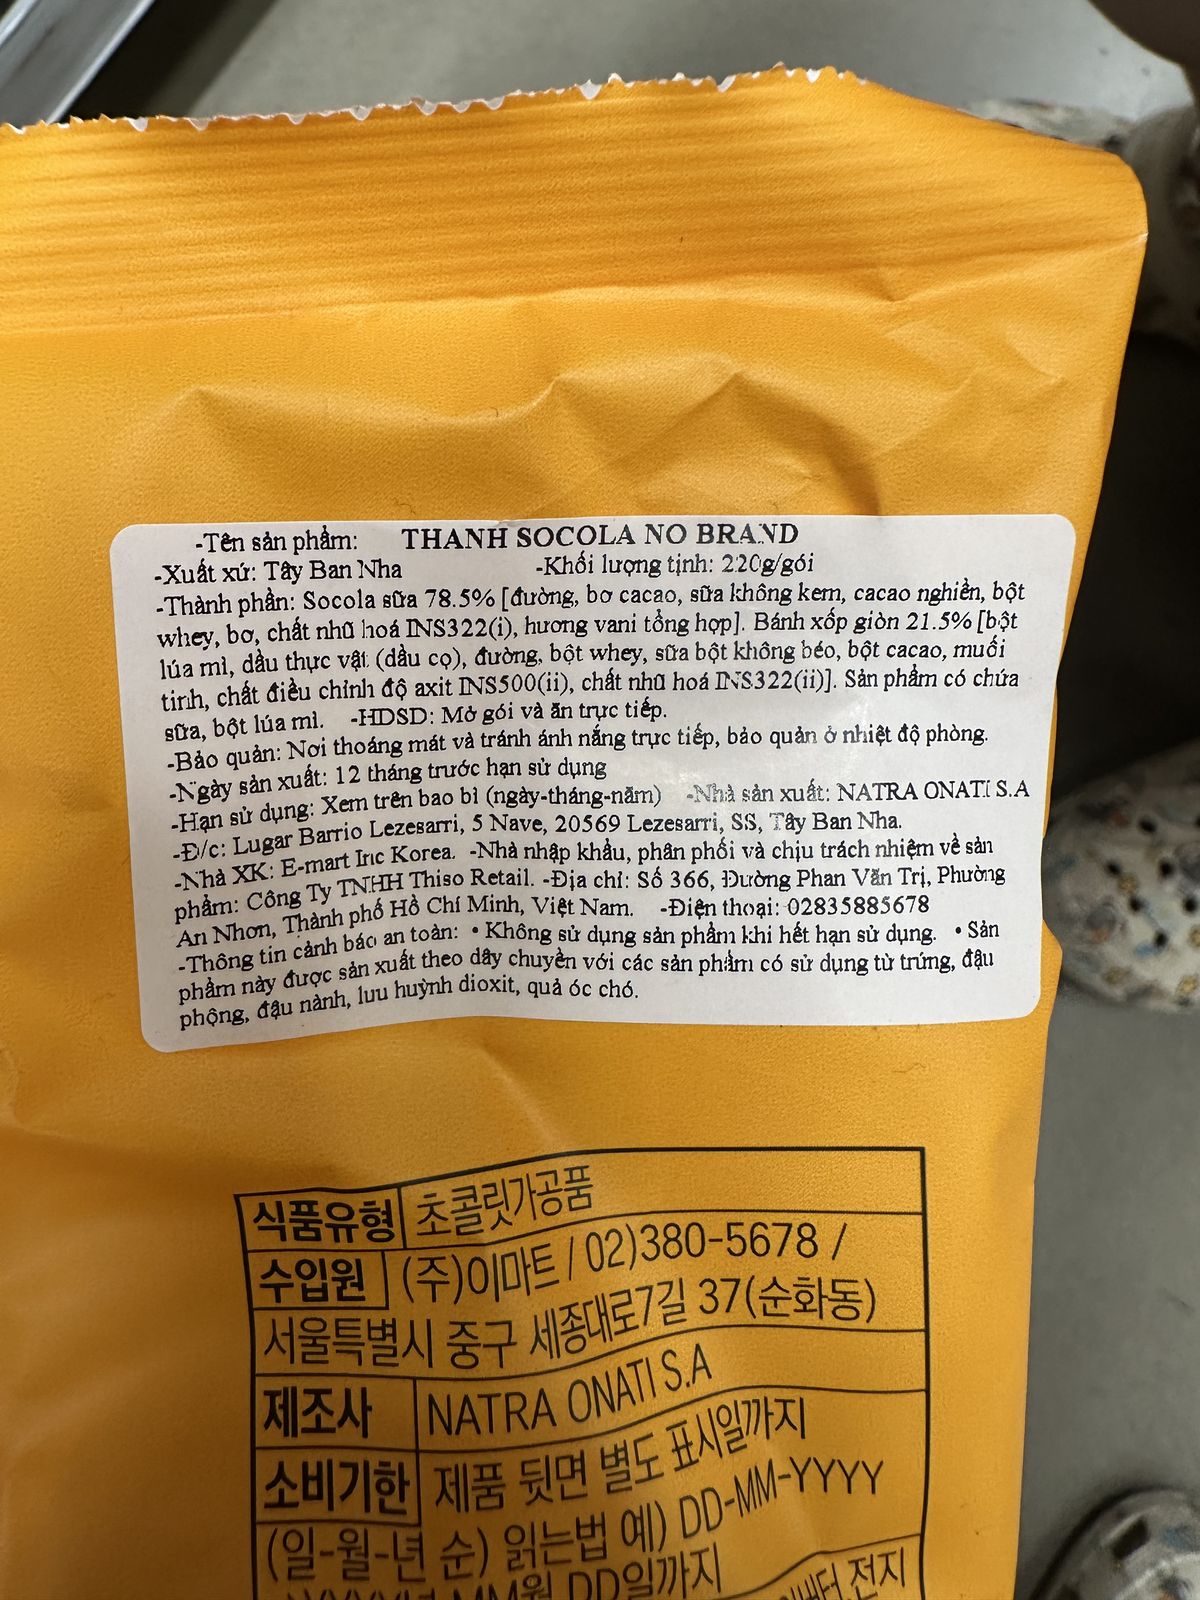 -Tên sản phẩm: THANH SOCOLA NO BRAND
-Xuất xứ: Tây Ban Nha -Khối lượng tịnh: 220g/gói
-Thành phần: Socola sữa 78.5% [đường, bơ cacao, sữa không kem, cacao nghiền, bột
whey, bơ, chất nhũ hoá INS322(i), hương vani tổng hợp]. Bánh xốp giòn 21.5% [bột
lúa mì, dầu thực vật (dầu cọ), đường, bột whey, sữa bột không béo, bột cacao, muối
tinh, chất điều chỉnh độ axit INS500(ii), chất nhũ hoá INS322(ii)]. Sản phẩm có chứa
sữa, bột lúa mì. -HDSD: Mở gói và ăn trực tiếp.
-Bảo quản: Nơi thoáng mát và tránh ánh nắng trực tiếp, bảo quản ở nhiệt độ phòng.
-Ngày sản xuất: 12 tháng trước hạn sử dụng
-Hạn sử dụng: Xem trên bao bì (ngày-tháng-năm) -Nhà sản xuất: NATRA ONATI S.A
-Đ/c: Lugar Barrio Lezesarri, 5 Nave, 20569 Lezesarri, SS, Tây Ban Nha.
-Nhà XK: E-mart Inc Korea. -Nhà nhập khẩu, phân phối và chịu trách nhiệm về sản
phẩm: Công Ty TNHH Thiso Retail. -Địa chỉ: Số 366, Đường Phan Văn Trị, Phường
An Nhơn, Thành phố Hồ Chí Minh, Việt Nam. -Điện thoại: 02835885678
-Thông tin cảnh báo an toàn: • Không sử dụng sản phẩm khi hết hạn sử dụng. • Sản
phẩm này được sản xuất theo dây chuyền với các sản phẩm có sử dụng từ trứng, đậu
phộng, đậu nành, lưu huỳnh dioxit, quả óc chó.
식품유형 초콜릿가공품
수입원 (주)이마트 / 02)380-5678 /
서울특별시 중구 세종대로7길 37(순화동)
제조사 NATRA ONATI S.A
소비기한 제품 뒷면 별도 표시일까지
(일-월-년 순) 읽는법 예) DD-MM-YYYY
MM월 DD일까지
전지